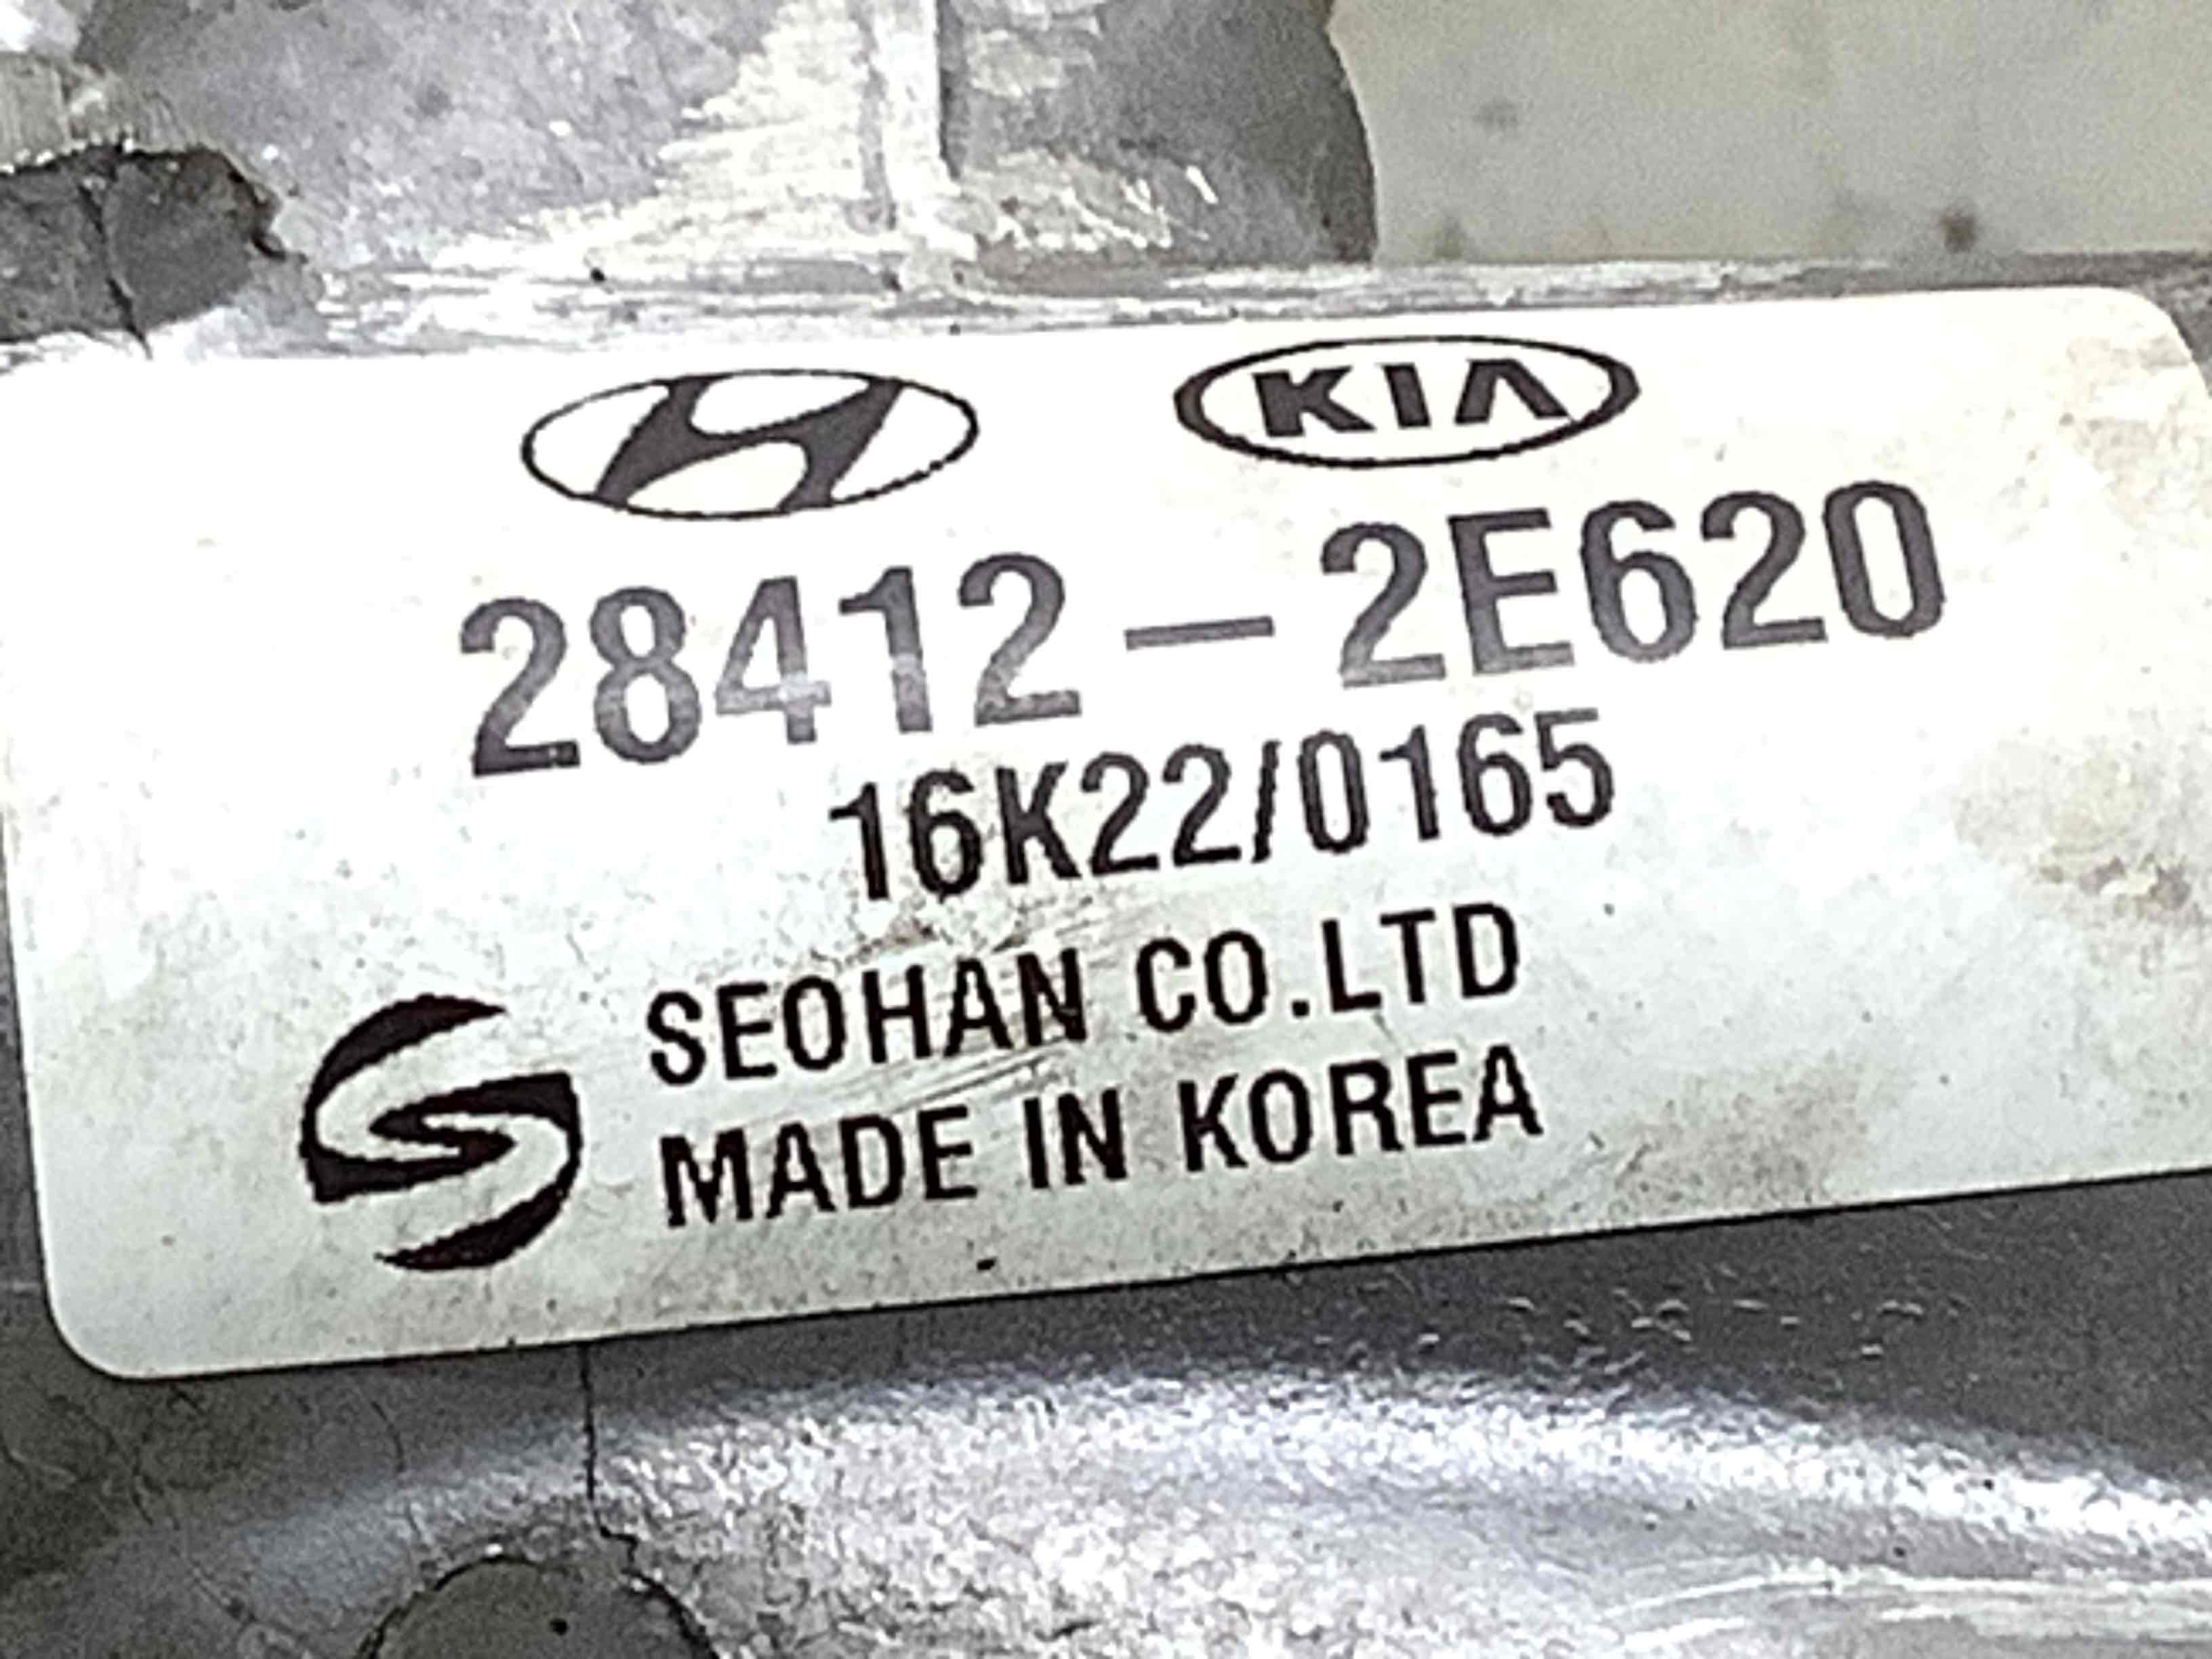 KIA
28412-2E620
16K22/0165
SEOHAN CO.LTD
MADE IN KOREA